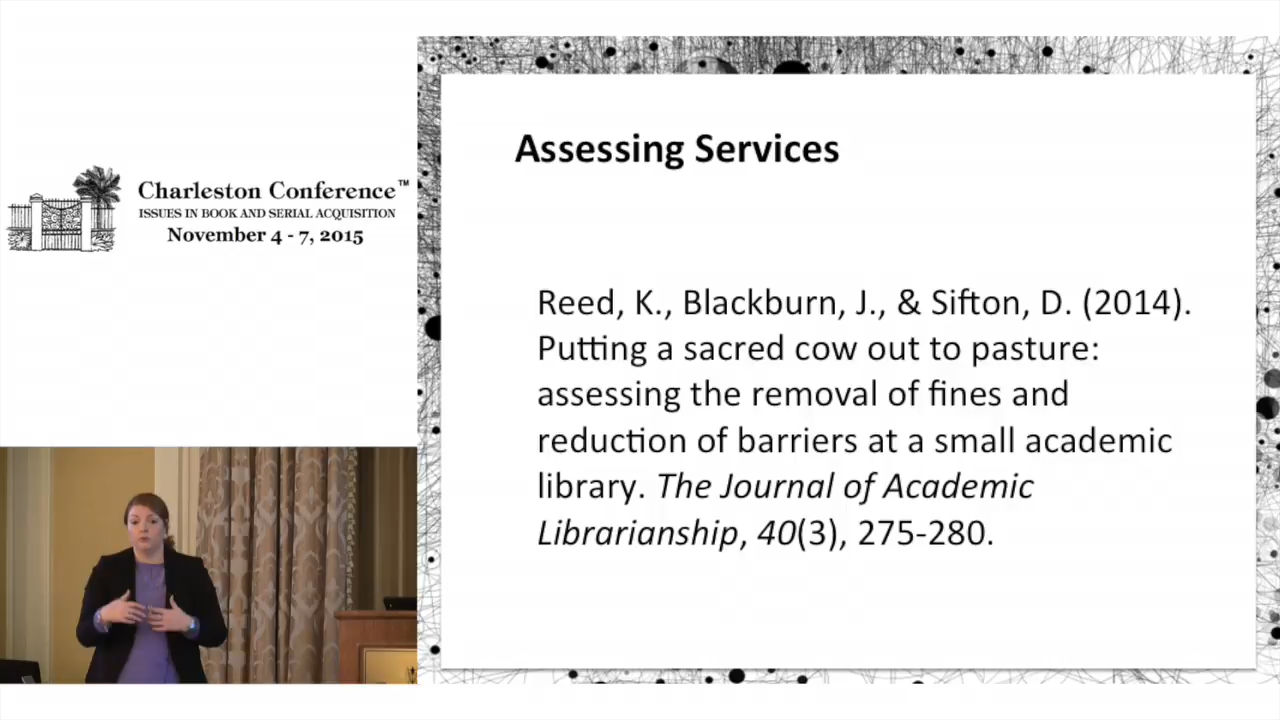 Charleston Conference™
ISSUES IN BOOK AND SERIAL ACQUISITION
November 4 - 7, 2015
Assessing Services
Reed, K., Blackburn, J., & Sifton, D. (2014).
Putting a sacred cow out to pasture:
assessing the removal of fines and
reduction of barriers at a small academic
library. The Journal of Academic
Librarianship, 40(3), 275-280.